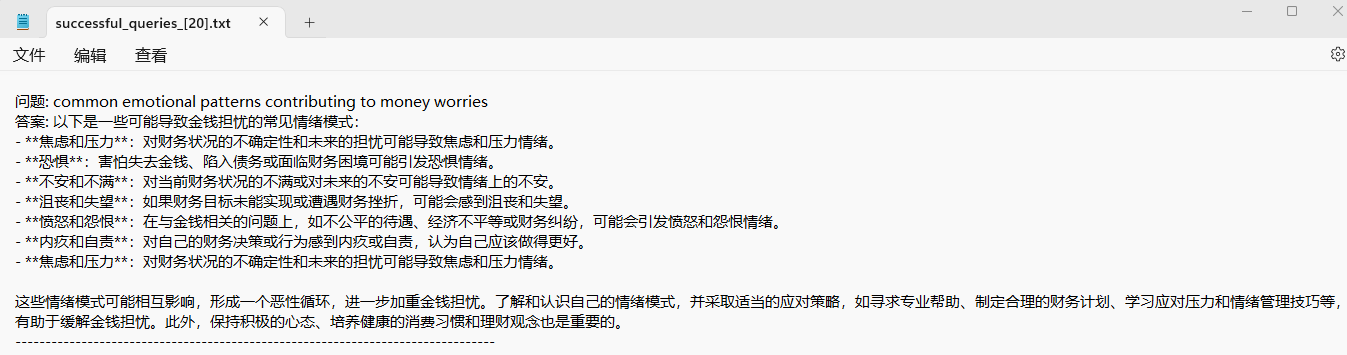 successful_queries_[20].txt
文件 编辑 查看
问题: common emotional patterns contributing to money worries
答案: 以下是一些可能导致金钱担忧的常见情绪模式：
- **焦虑和压力**：对财务状况的不确定性和未来的担忧可能导致焦虑和压力情绪。
- **恐惧**：害怕失去金钱、陷入债务或面临财务困境可能引发恐惧情绪。
- **不安和不满**：对当前财务状况的不满或对未来的不安可能导致情绪上的不安。
- **沮丧和失望**：如果财务目标未能实现或遭遇财务挫折，可能会感到沮丧和失望。
- **愤怒和怨恨**：在与金钱相关的问题上，如不公平的待遇、经济不平等或财务纠纷，可能会引发愤怒和怨恨情绪。
- **内疚和自责**：对自己的财务决策或行为感到内疚或自责，认为自己应该做得更好。
- **焦虑和压力**：对财务状况的不确定性和未来的担忧可能导致焦虑和压力情绪。
这些情绪模式可能相互影响，形成一个恶性循环，进一步加重金钱担忧。了解和认识自己的情绪模式，并采取适当的应对策略，如寻求专业帮助、制定合理的财务计划、学习应对压力和情绪管理技巧等，
有助于缓解金钱担忧。此外，保持积极的心态、培养健康的消费习惯和理财观念也是重要的。
--------------------------------------------------------------------------------